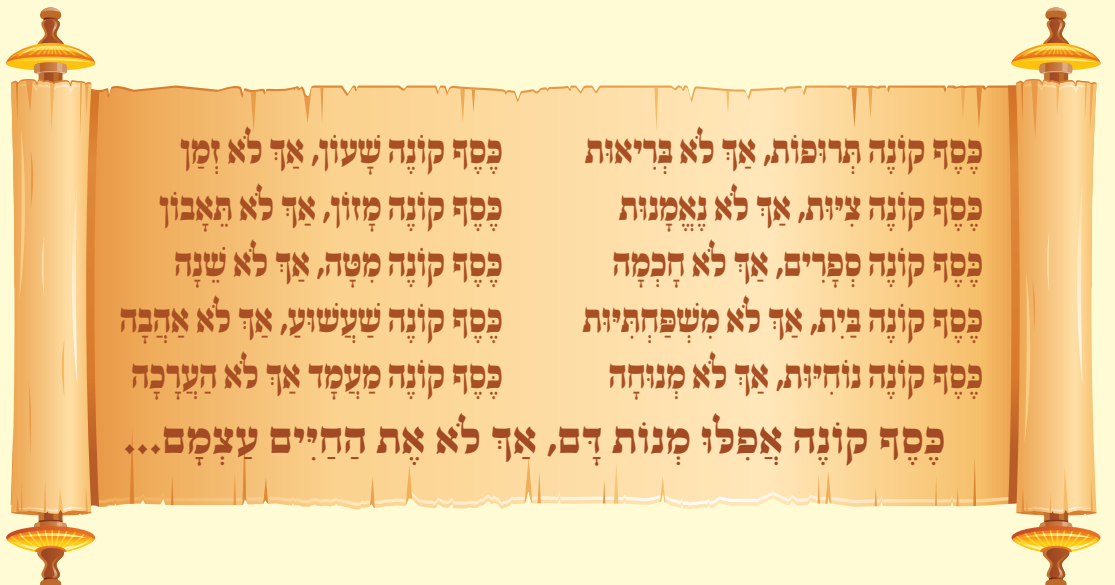 כֶּסֶף קוֹנֶה תְּרוּפוֹת, אַךְ לֹא בְּרִיאוּת
כֶּסֶף קוֹנֶה צִיּוּת, אַךְ לֹא נֶאֱמָנוּת
כֶּסֶף קוֹנֶה סְפָרִים, אַךְ לֹא חָכְמָה
כֶּסֶף קוֹנֶה בַּיִת, אַךְ לֹא מִשְׁפַּחְתִּיּוּת
כֶּסֶף קוֹנֶה נוֹחִיּוּת, אַךְ לֹא מְנוּחָה
כֶּסֶף קוֹנֶה שָׁעוֹן, אַךְ לֹא זְמַן
כֶּסֶף קוֹנֶה מָזוֹן, אַךְ לֹא תֵּאָבוֹן
כֶּסֶף קוֹנֶה מִטָּה, אַךְ לֹא שֵׁנָה
כֶּסֶף קוֹנֶה שַׁעֲשׁוּעַ, אַךְ לֹא אַהֲבָה
כֶּסֶף קוֹנֶה מַעֲמָד אַךְ לֹא הַעֲרָכָה
כֶּסֶף קוֹנֶה אֲפִלּוּ מְנוֹת דָּם, אַךְ לֹא אֶת הַחַיִּים עַצְמָם...